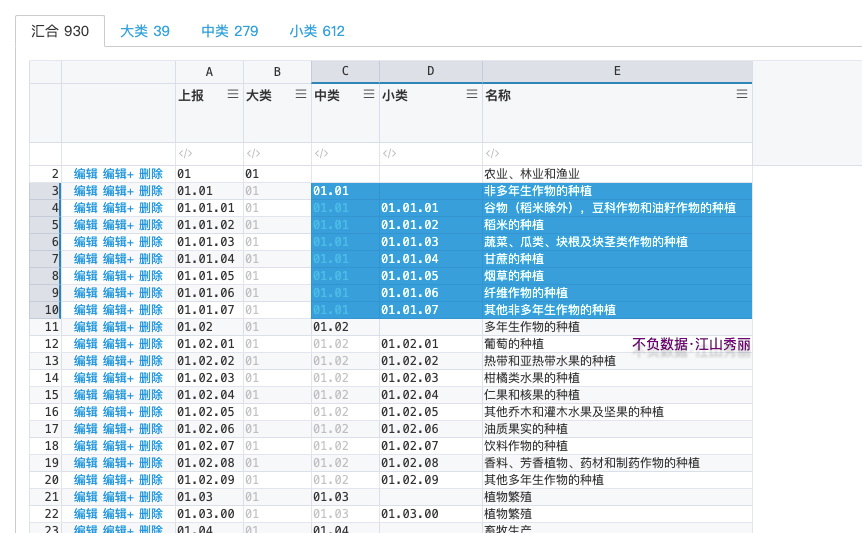 汇合 930 大类 39 中类 279 小类 612
A B C D E
上报 大类 中类 小类 名称
</> </> </> </> </>
2 编辑 编辑+ 删除 01 01 农业、林业和渔业
3 编辑 编辑+ 删除 01.01 01 01.01 非多年生作物的种植
4 编辑 编辑+ 删除 01.01.01 01 01.01 01.01.01 谷物（稻米除外），豆科作物和油籽作物的种植
5 编辑 编辑+ 删除 01.01.02 01 01.01 01.01.02 稻米的种植
6 编辑 编辑+ 删除 01.01.03 01 01.01 01.01.03 蔬菜、瓜类、块根及块茎类作物的种植
7 编辑 编辑+ 删除 01.01.04 01 01.01 01.01.04 甘蔗的种植
8 编辑 编辑+ 删除 01.01.05 01 01.01 01.01.05 烟草的种植
9 编辑 编辑+ 删除 01.01.06 01 01.01 01.01.06 纤维作物的种植
10 编辑 编辑+ 删除 01.01.07 01 01.01 01.01.07 其他非多年生作物的种植
11 编辑 编辑+ 删除 01.02 01 01.02 多年生作物的种植
12 编辑 编辑+ 删除 01.02.01 01 01.02 01.02.01 葡萄的种植 不负数据·江山秀丽
13 编辑 编辑+ 删除 01.02.02 01 01.02 01.02.02 热带和亚热带水果的种植
14 编辑 编辑+ 删除 01.02.03 01 01.02 01.02.03 柑橘类水果的种植
15 编辑 编辑+ 删除 01.02.04 01 01.02 01.02.04 仁果和核果的种植
16 编辑 编辑+ 删除 01.02.05 01 01.02 01.02.05 其他乔木和灌木水果及坚果的种植
17 编辑 编辑+ 删除 01.02.06 01 01.02 01.02.06 油质果实的种植
18 编辑 编辑+ 删除 01.02.07 01 01.02 01.02.07 饮料作物的种植
19 编辑 编辑+ 删除 01.02.08 01 01.02 01.02.08 香料、芳香植物、药材和制药作物的种植
20 编辑 编辑+ 删除 01.02.09 01 01.02 01.02.09 其他多年生作物的种植
21 编辑 编辑+ 删除 01.03 01 01.03 植物繁殖
22 编辑 编辑+ 删除 01.03.00 01 01.03 01.03.00 植物繁殖
23 编辑 编辑+ 删除 01.04 01 01.04 畜牧生产